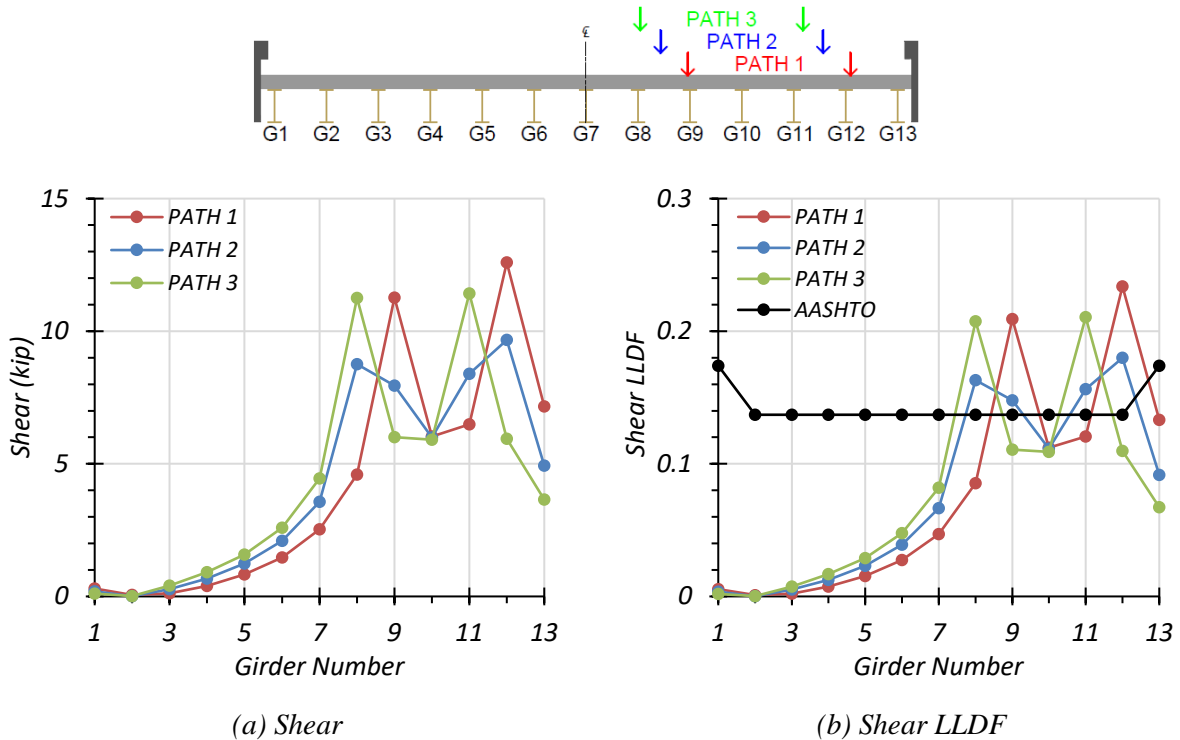 PATH 3
PATH 2
PATH 1
℄
G1 G2 G3 G4 G5 G6 G7 G8 G9 G10 G11 G12 G13
15
10
5
0
Shear (kip)
PATH 1
PATH 2
PATH 3
1 3 5 7 9 11 13
Girder Number
(a) Shear
0.3
0.2
0.1
0
Shear LLDF
PATH 1
PATH 2
PATH 3
AASHTO
1 3 5 7 9 11 13
Girder Number
(b) Shear LLDF